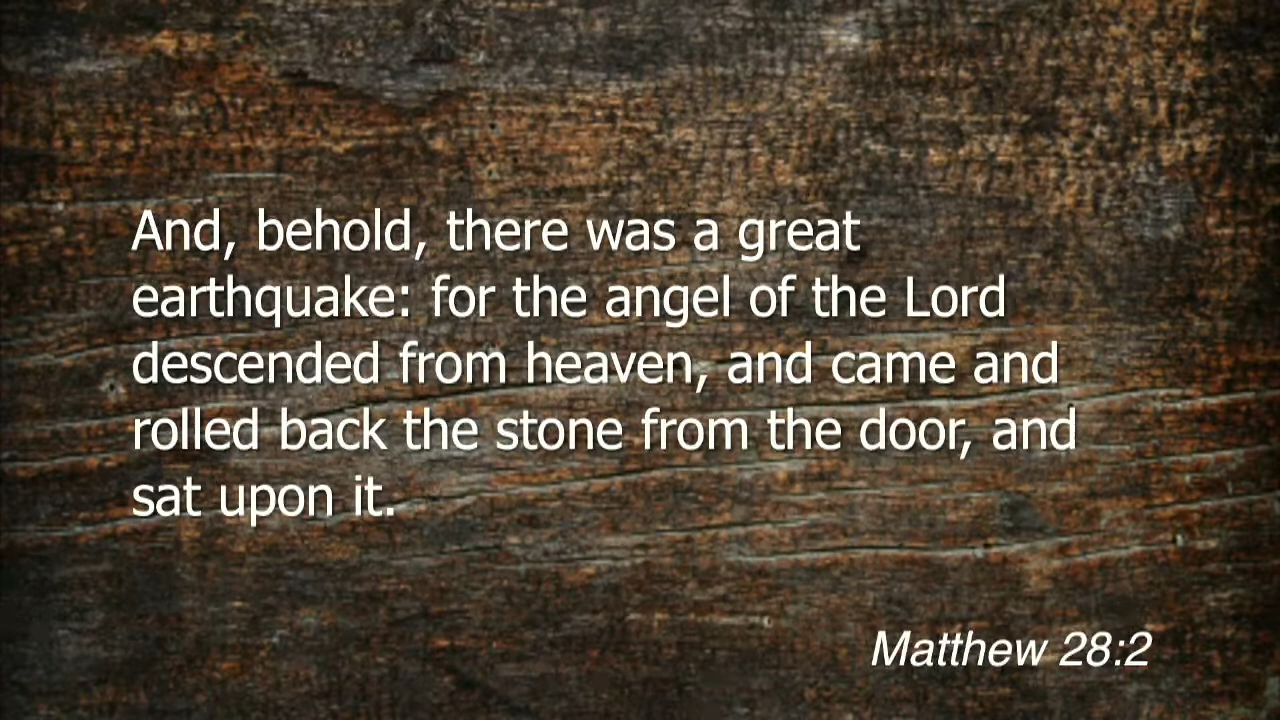 And, behold, there was a great
earthquake: for the angel of the Lord
descended from heaven, and came and
rolled back the stone from the door, and
sat upon it.
Matthew 28:2